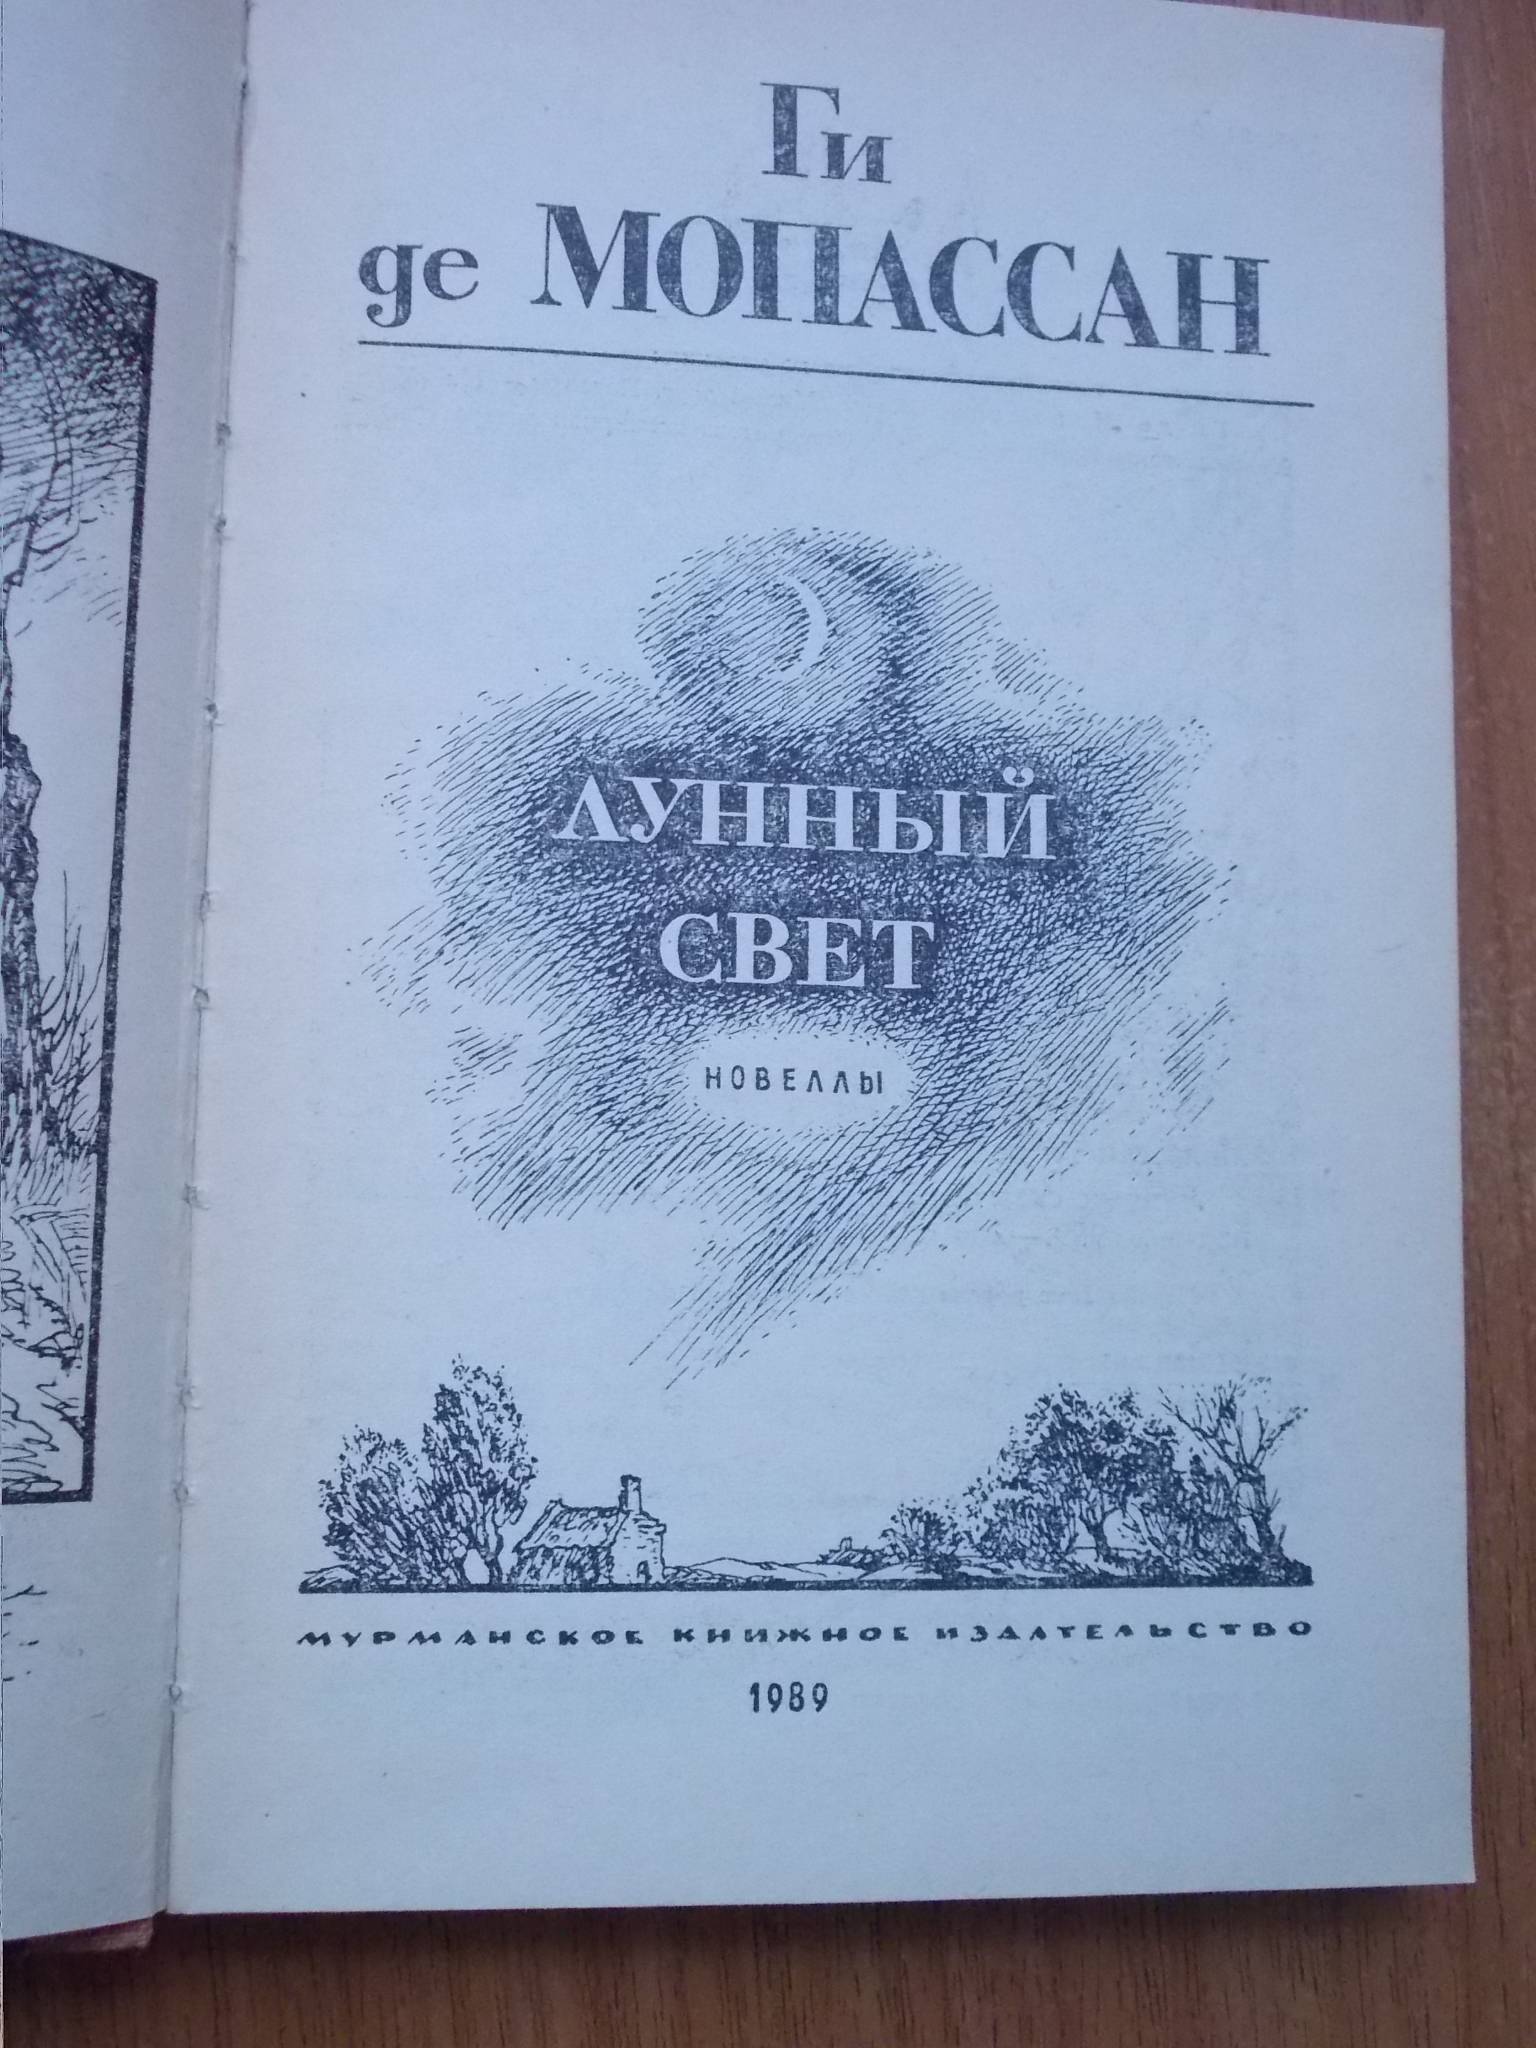 Ги
де МОПАССАН
ЛУННЫЙ
СВЕТ
НОВЕЛЛЫ
МУРМАНСКОЕ КНИЖНОЕ ИЗДАТЕЛЬСТВО
1989